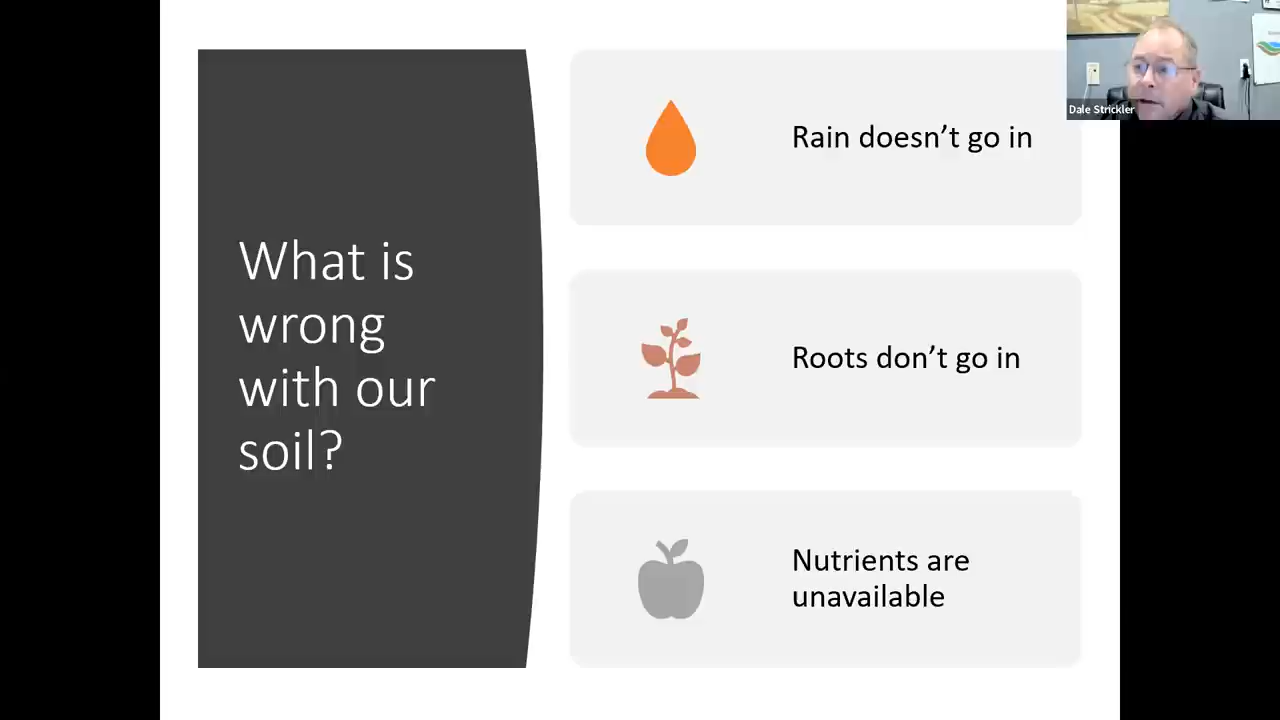 What is
wrong
with our
soil?
Rain doesn’t go in
Roots don’t go in
Nutrients are
unavailable
Dale Strickler